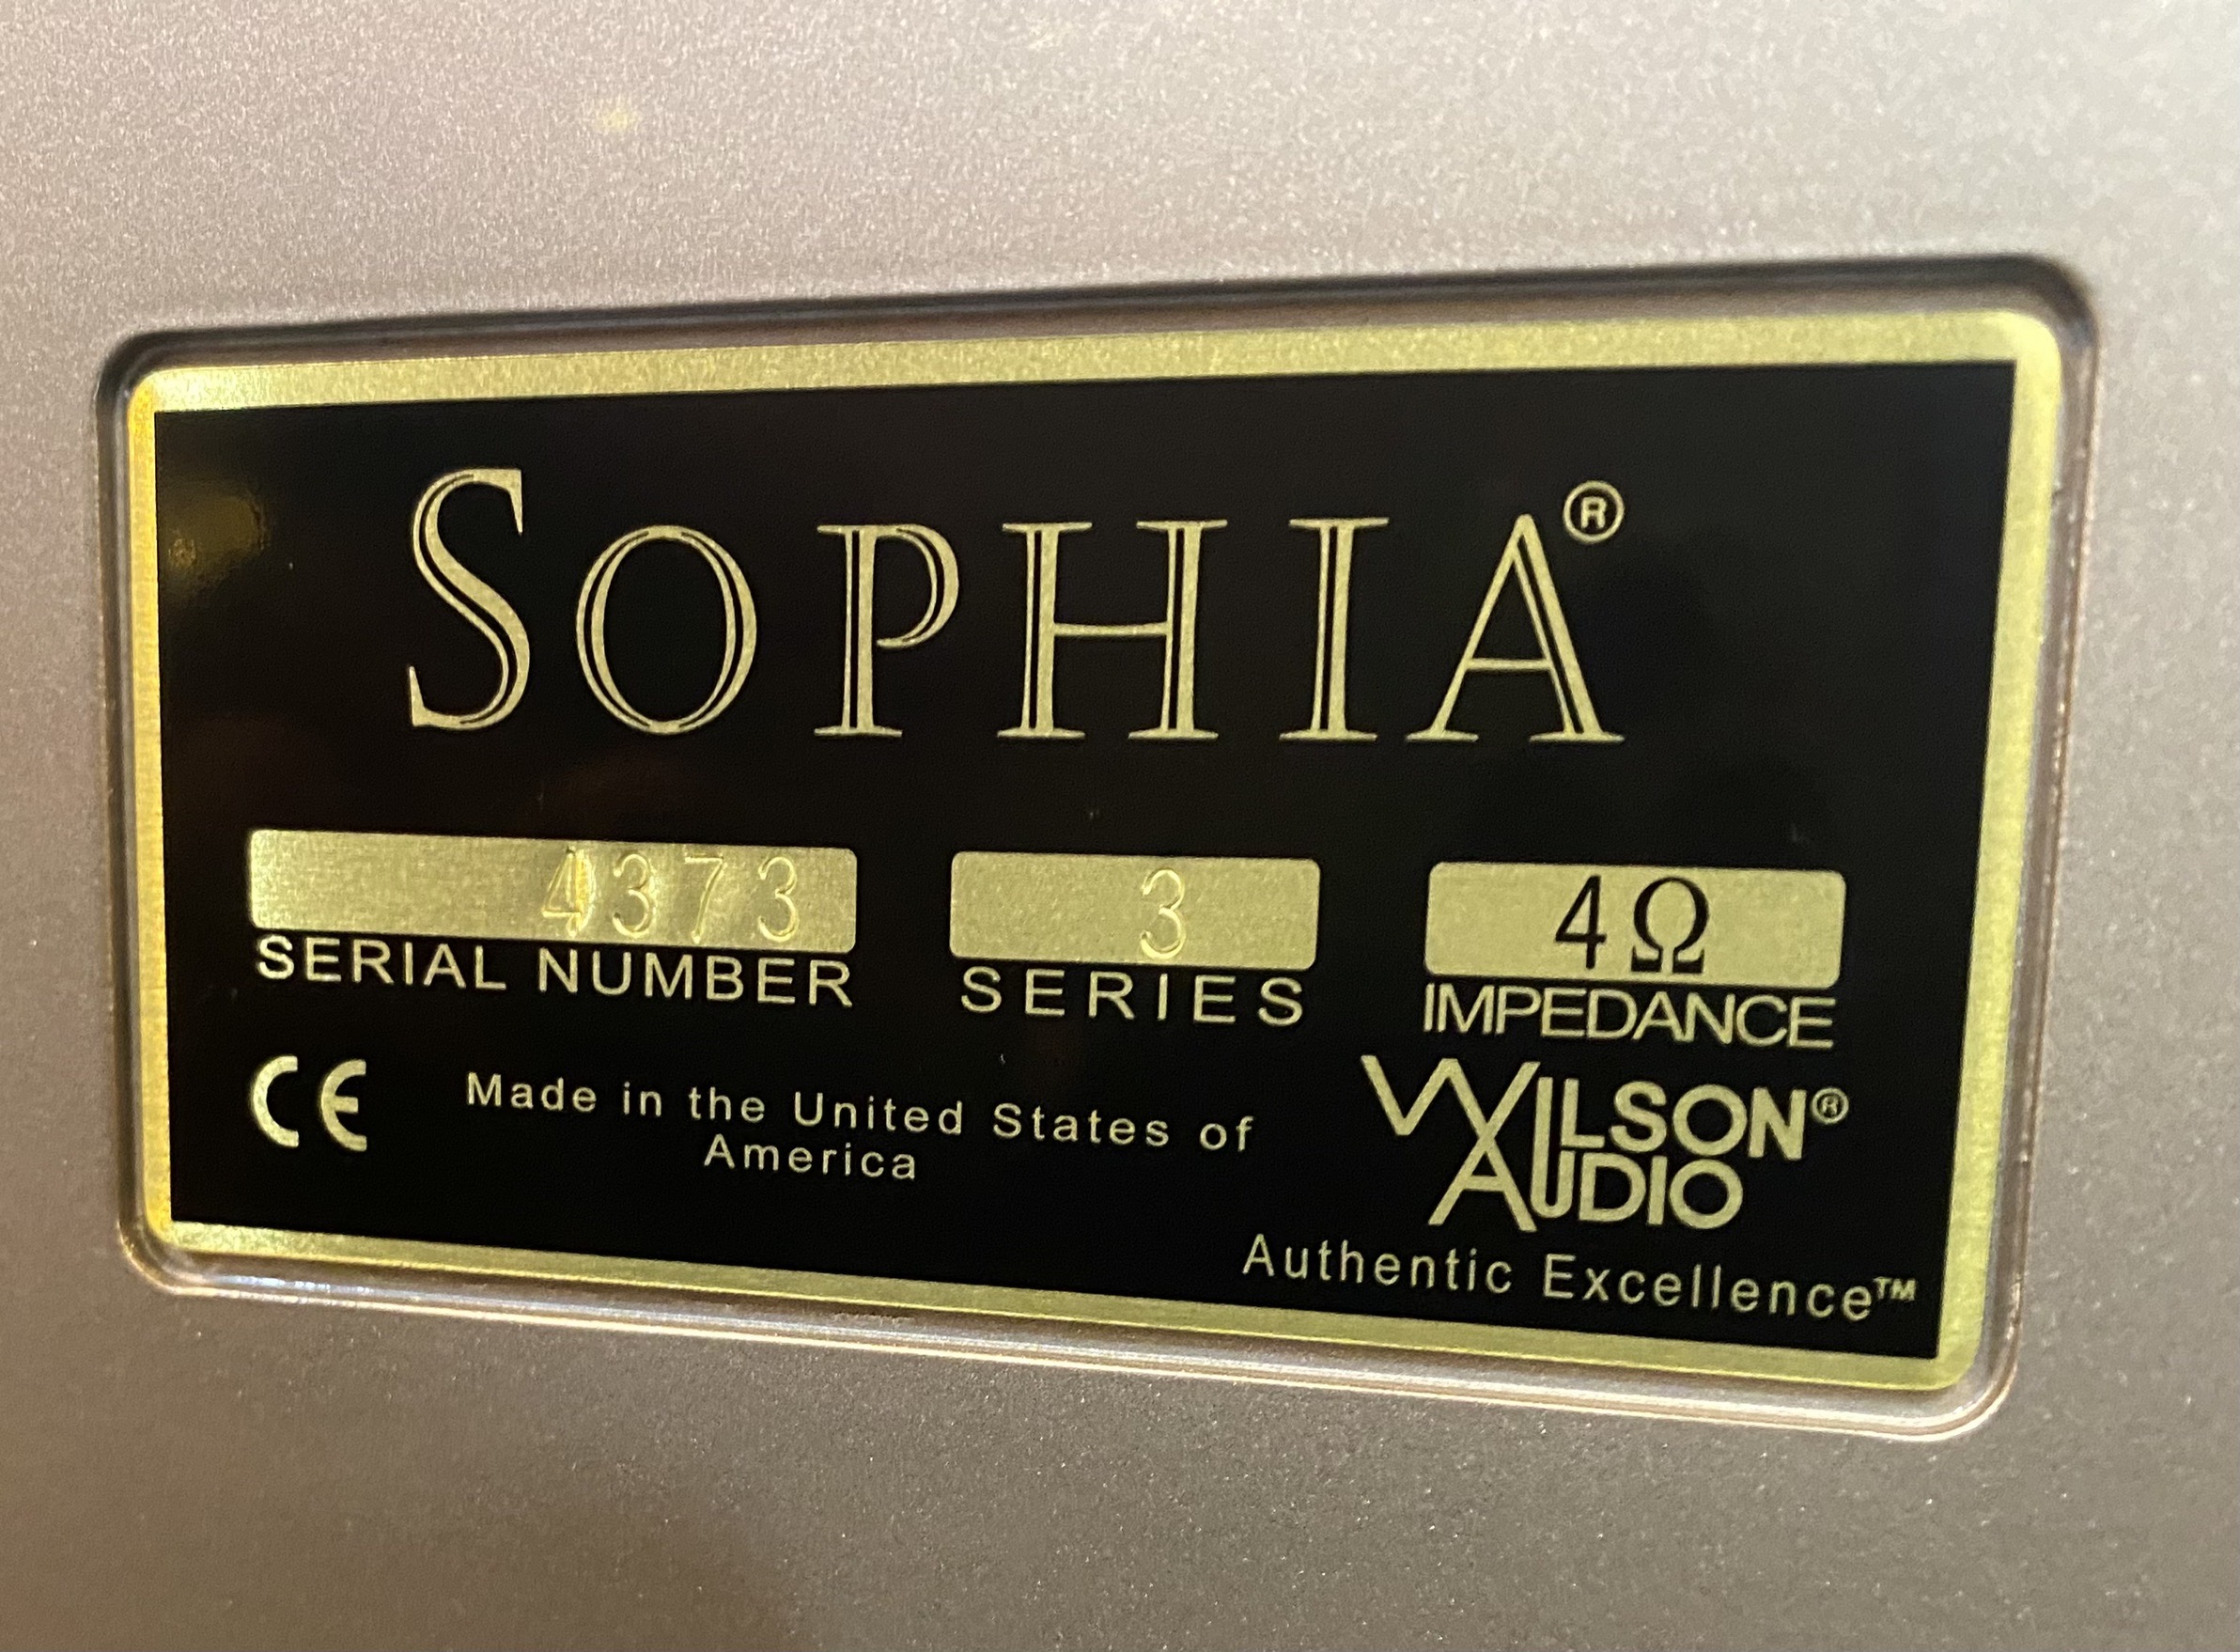 SOPHIA®
4373 3 4Ω
SERIAL NUMBER SERIES IMPEDANCE
CE Made in the United States of
America
WILSON®
AUDIO
Authentic Excellence™